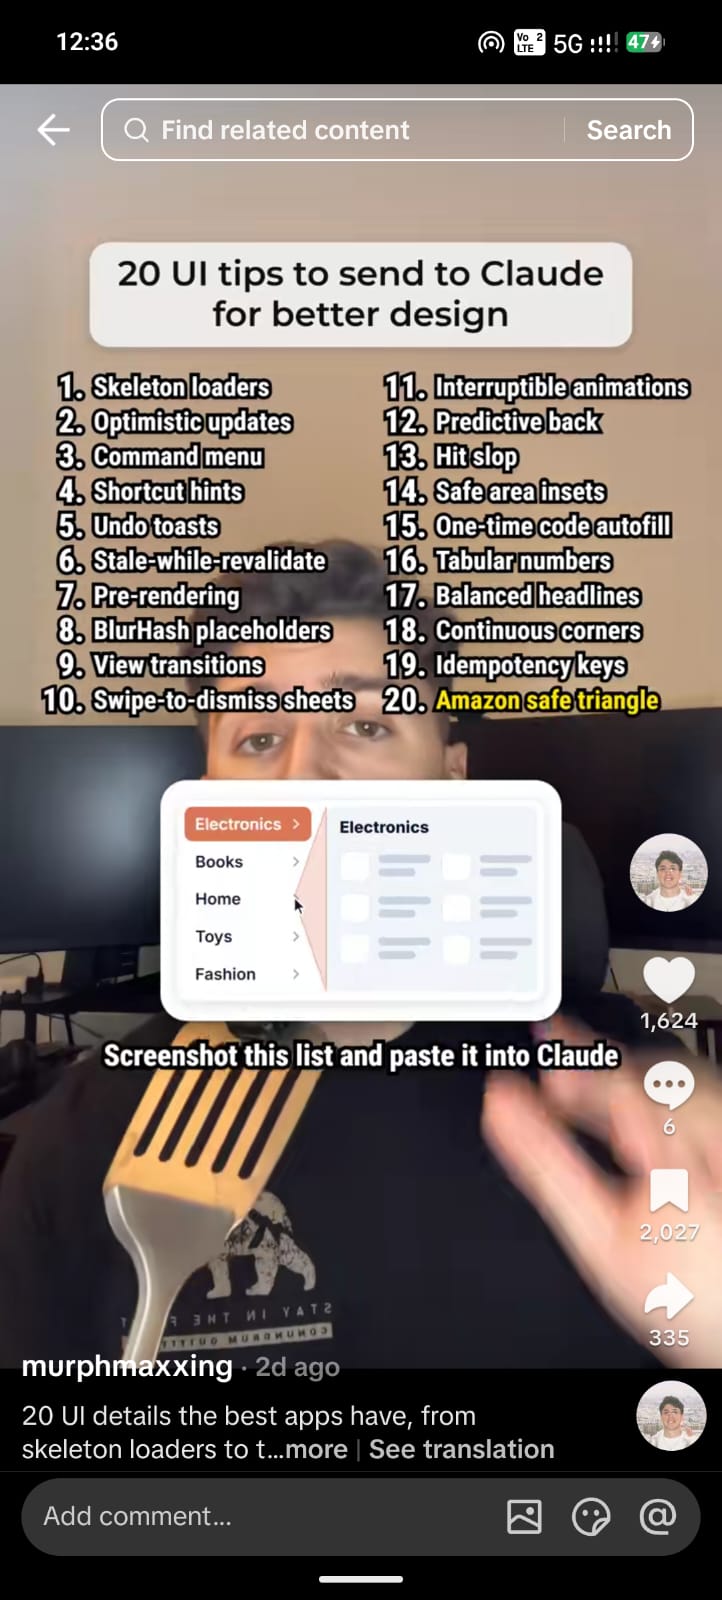 12:36
Vo 2
LTE
5G
47
Find related content
Search
20 UI tips to send to Claude
for better design
1. Skeleton loaders
2. Optimistic updates
3. Command menu
4. Shortcut hints
5. Undo toasts
6. Stale-while-revalidate
7. Pre-rendering
8. BlurHash placeholders
9. View transitions
10. Swipe-to-dismiss sheets
11. Interruptible animations
12. Predictive back
13. Hit slop
14. Safe area insets
15. One-time code autofill
16. Tabular numbers
17. Balanced headlines
18. Continuous corners
19. Idempotency keys
20. Amazon safe triangle
Electronics
Books
Home
Toys
Fashion
Electronics
Screenshot this list and paste it into Claude
1,624
6
2,027
335
STAY IN THE
murphmaxxing · 2d ago
20 UI details the best apps have, from
skeleton loaders to t...more | See translation
Add comment...